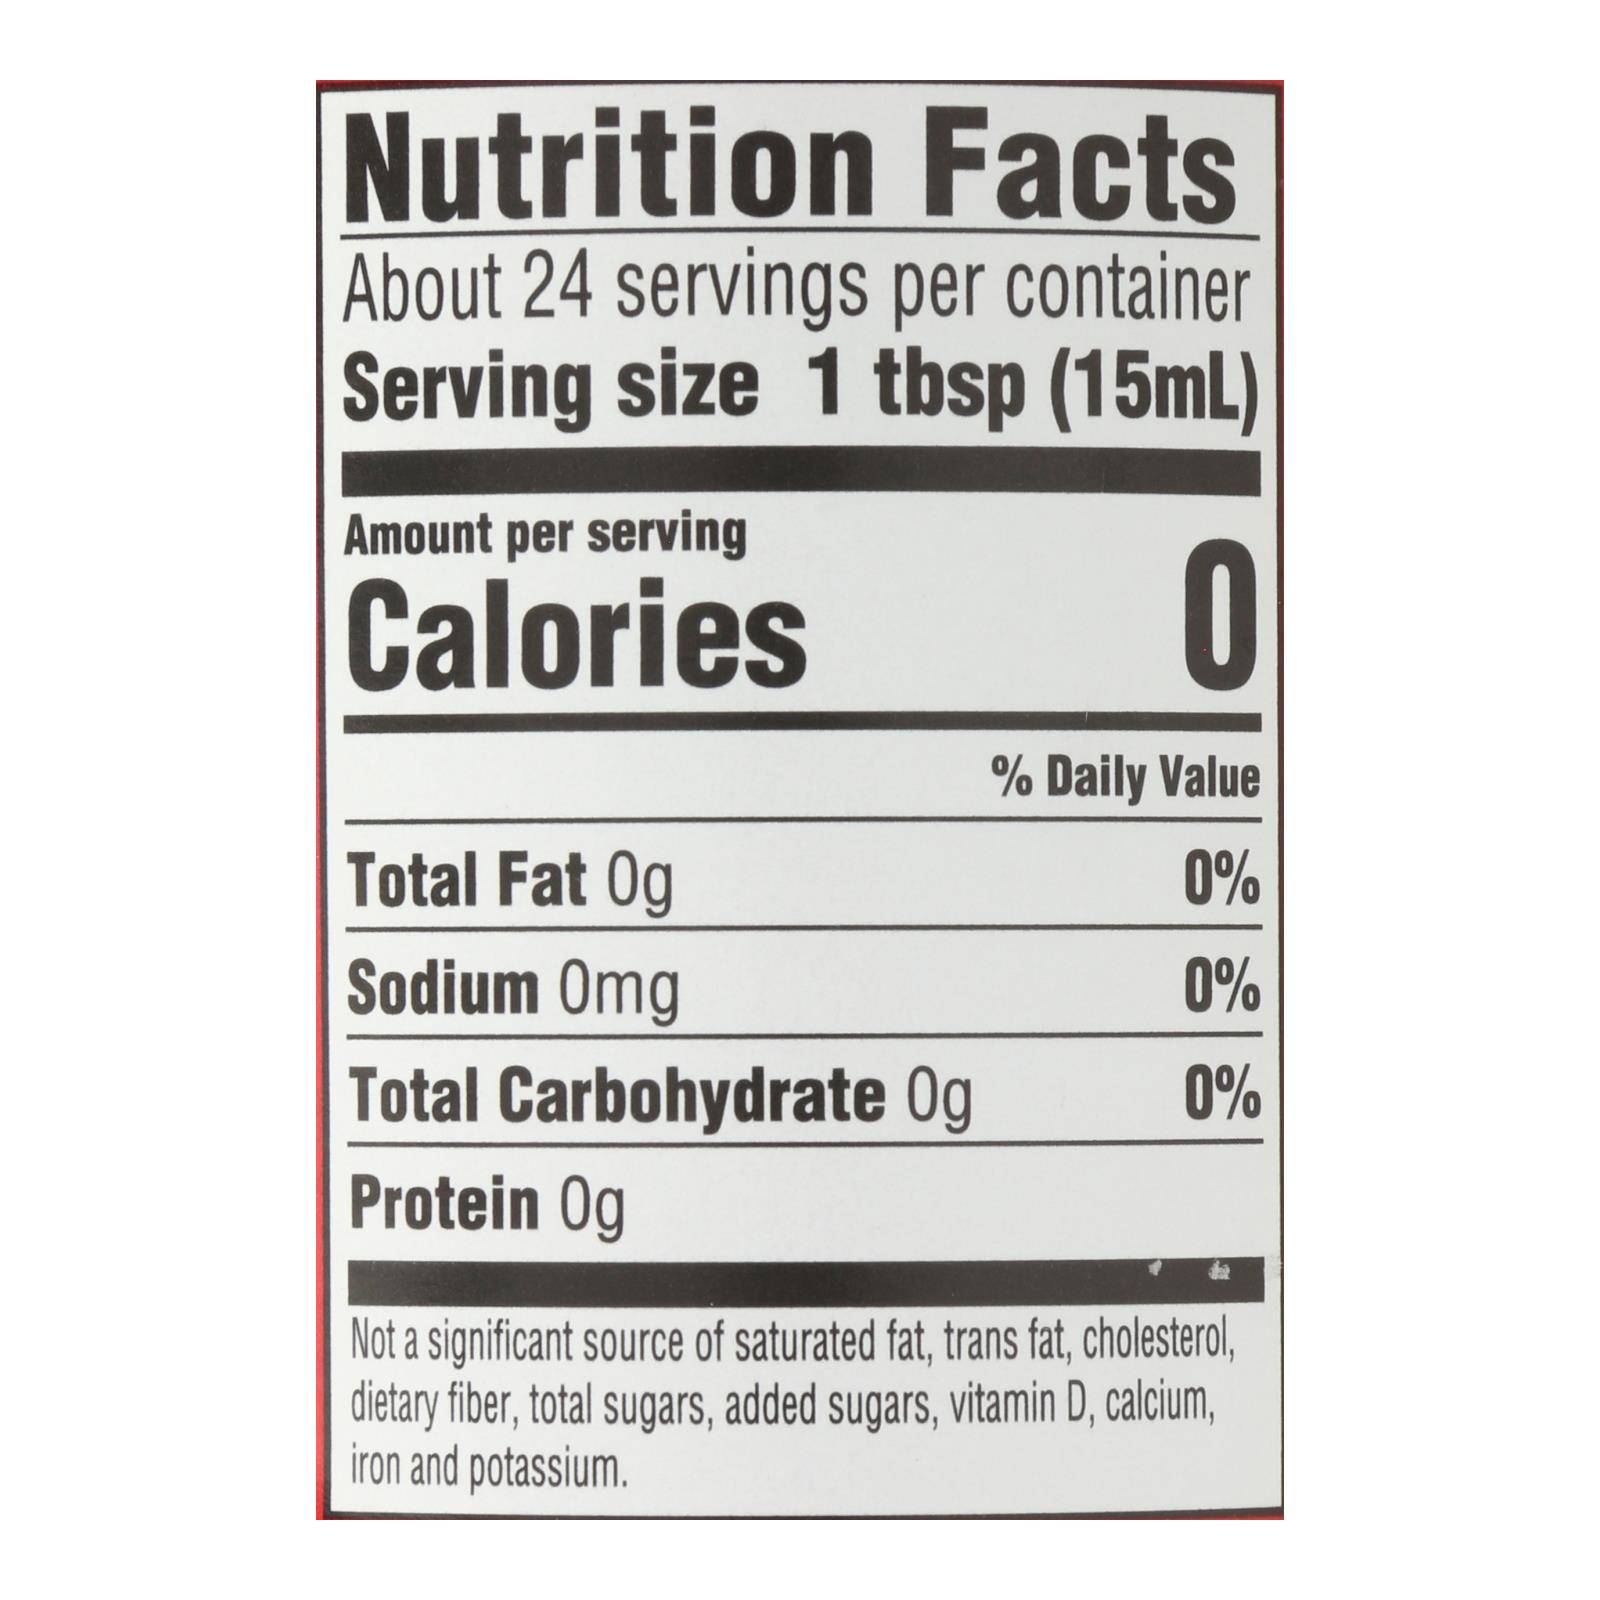 Nutrition Facts
About 24 servings per container
Serving size 1 tbsp (15mL)
Amount per serving
Calories 0
% Daily Value
Total Fat 0g 0%
Sodium 0mg 0%
Total Carbohydrate 0g 0%
Protein 0g
Not a significant source of saturated fat, trans fat, cholesterol,
dietary fiber, total sugars, added sugars, vitamin D, calcium,
iron and potassium.